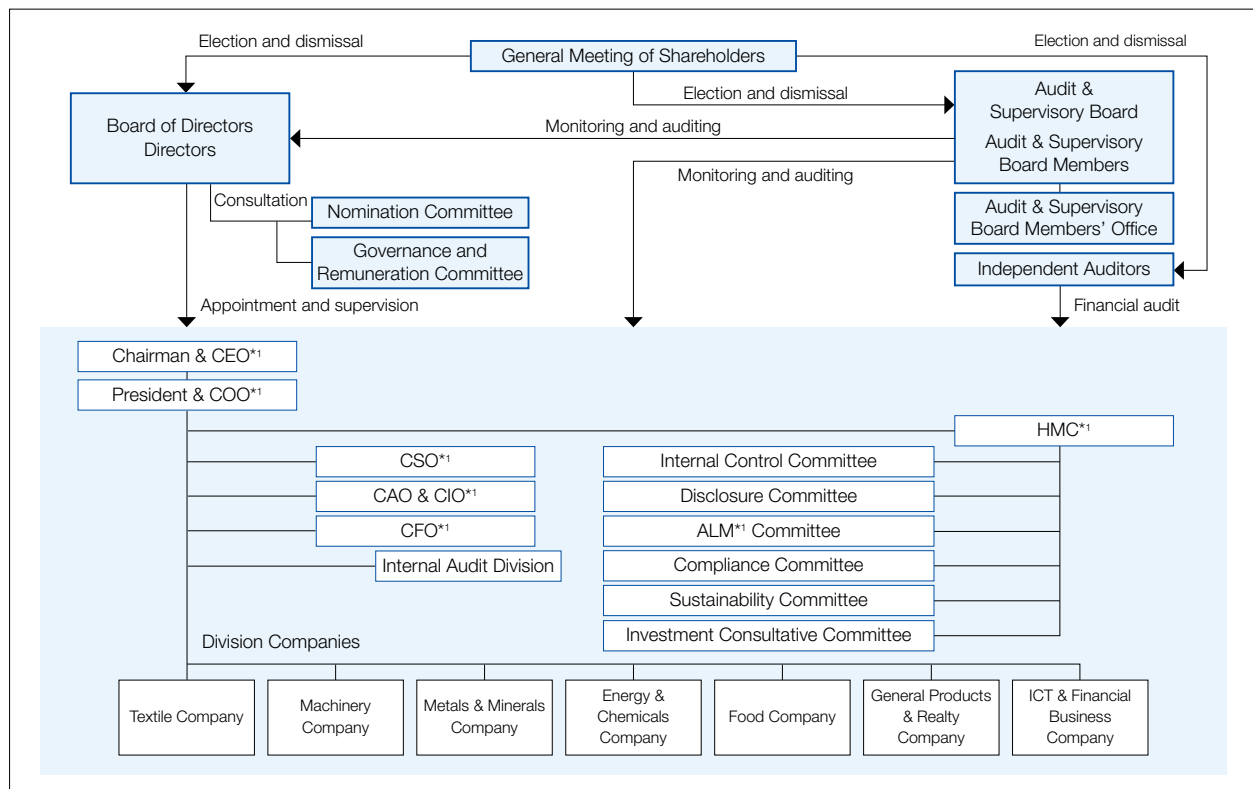 Election and dismissal
General Meeting of Shareholders
Election and dismissal
Election and dismissal
Audit &
Supervisory Board
Audit & Supervisory
Board Members
Board of Directors
Directors
Monitoring and auditing
Monitoring and auditing
Consultation
Nomination Committee
Governance and
Remuneration Committee
Audit & Supervisory
Board Members’ Office
Independent Auditors
Appointment and supervision
Financial audit
Chairman & CEO*1
President & COO*1
HMC*1
CSO*1
CAO & CIO*1
CFO*1
Internal Audit Division
Internal Control Committee
Disclosure Committee
ALM*1 Committee
Compliance Committee
Sustainability Committee
Investment Consultative Committee
Division Companies
Textile Company
Machinery
Company
Metals & Minerals
Company
Energy &
Chemicals
Company
Food Company
General Products
& Realty
Company
ICT & Financial
Business
Company